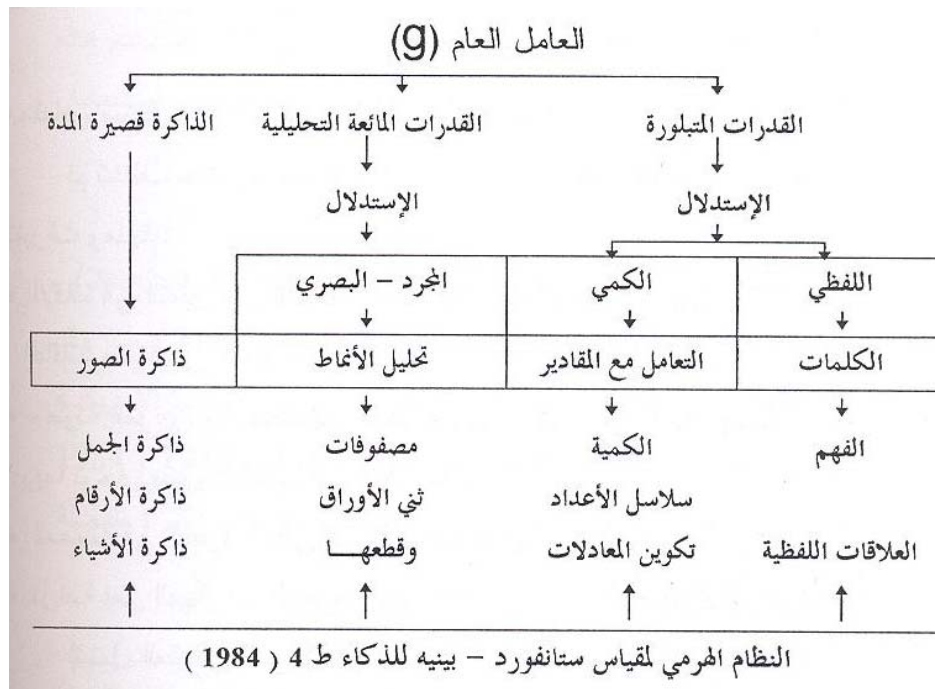 العامل العام (g)
القدرات المتبلورة القدرات المائعة التحليلية الذاكرة قصيرة المدة
الإستدلال الإستدلال
اللفظي الكمي المجرد – البصري
الكلمات التعامل مع المقادير تحليل الأنماط ذاكرة الصور
الفهم الكمية مصفوفات ذاكرة الجمل
سلاسل الأعداد ثني الأوراق ذاكرة الأرقام
العلاقات اللفظية تكوين المعادلات وقطعهـــا ذاكرة الأشياء
النظام الهرمي لمقياس ستانفورد – بينيه للذكاء ط 4 ( 1984 )